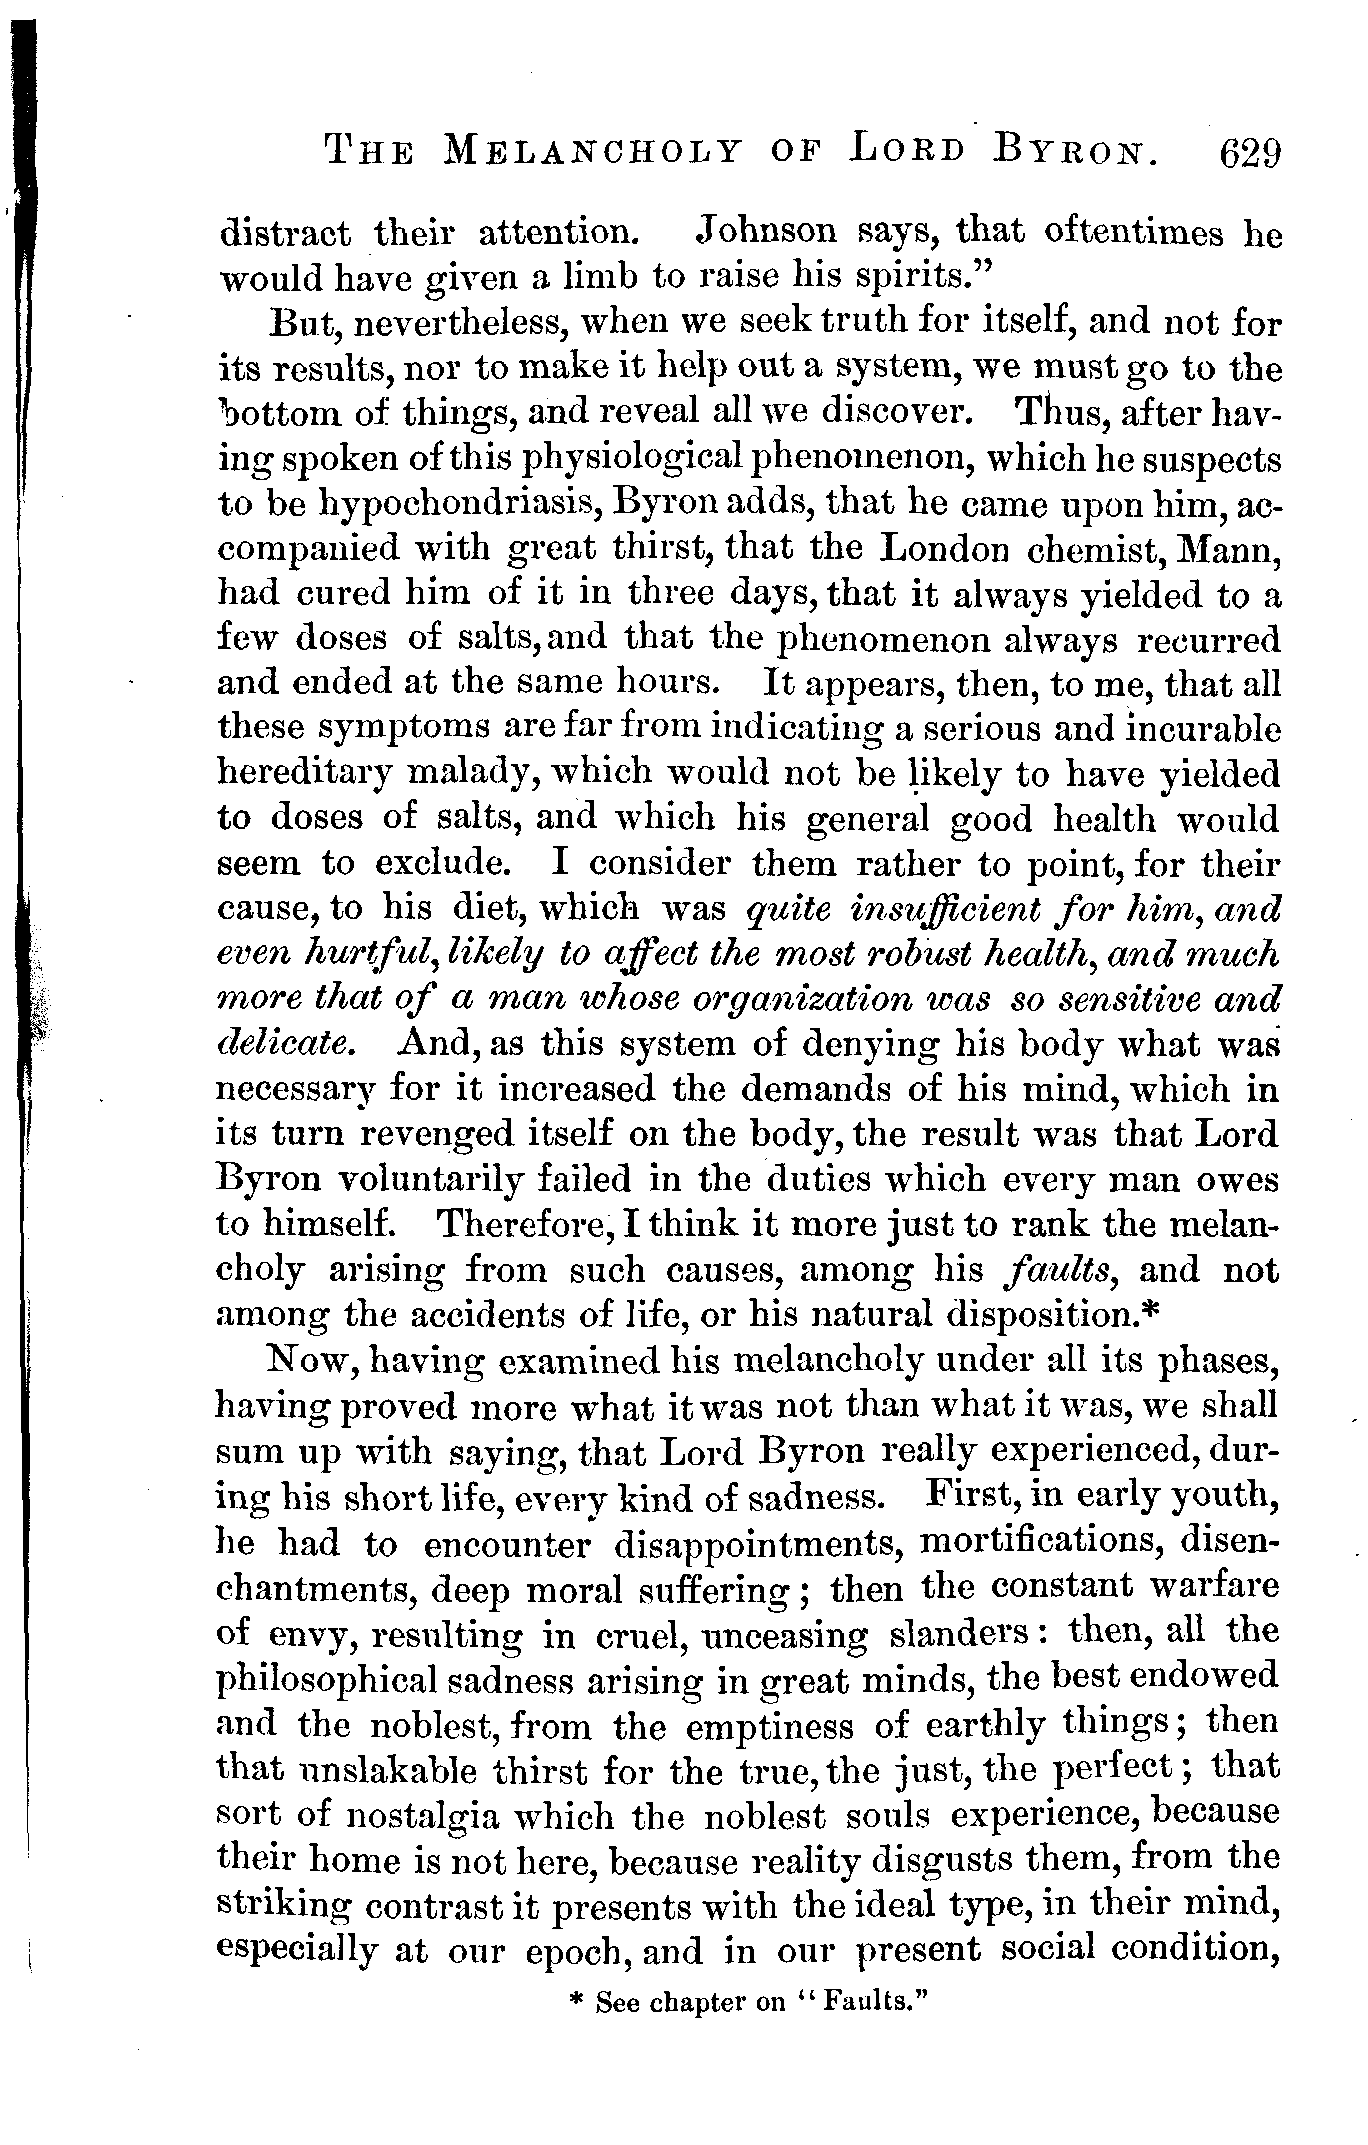 THE MELANCHOLY OF LORD BYRON. 629
distract their attention. Johnson says, that oftentimes he
would have given a limb to raise his spirits.”
But, nevertheless, when we seek truth for itself, and not for
its results, nor to make it help out a system, we must go to the
bottom of things, and reveal all we discover. Thus, after hav-
ing spoken of this physiological phenomenon, which he suspects
to be hypochondriasis, Byron adds, that he came upon him, ac-
companied with great thirst, that the London chemist, Mann,
had cured him of it in three days, that it always yielded to a
few doses of salts, and that the phenomenon always recurred
and ended at the same hours. It appears, then, to me, that all
these symptoms are far from indicating a serious and incurable
hereditary malady, which would not be likely to have yielded
to doses of salts, and which his general good health would
seem to exclude. I consider them rather to point, for their
cause, to his diet, which was quite insufficient for him, and
even hurtful, likely to affect the most robust health, and much
more that of a man whose organization was so sensitive and
delicate. And, as this system of denying his body what was
necessary for it increased the demands of his mind, which in
its turn revenged itself on the body, the result was that Lord
Byron voluntarily failed in the duties which every man owes
to himself. Therefore, I think it more just to rank the melan-
choly arising from such causes, among his faults, and not
among the accidents of life, or his natural disposition.*
Now, having examined his melancholy under all its phases,
having proved more what it was not than what it was, we shall
sum up with saying, that Lord Byron really experienced, dur-
ing his short life, every kind of sadness. First, in early youth,
he had to encounter disappointments, mortifications, disen-
chantments, deep moral suffering; then the constant warfare
of envy, resulting in cruel, unceasing slanders: then, all the
philosophical sadness arising in great minds, the best endowed
and the noblest, from the emptiness of earthly things; then
that unslakable thirst for the true, the just, the perfect; that
sort of nostalgia which the noblest souls experience, because
their home is not here, because reality disgusts them, from the
striking contrast it presents with the ideal type, in their mind,
especially at our epoch, and in our present social condition,
* See chapter on “Faults.”